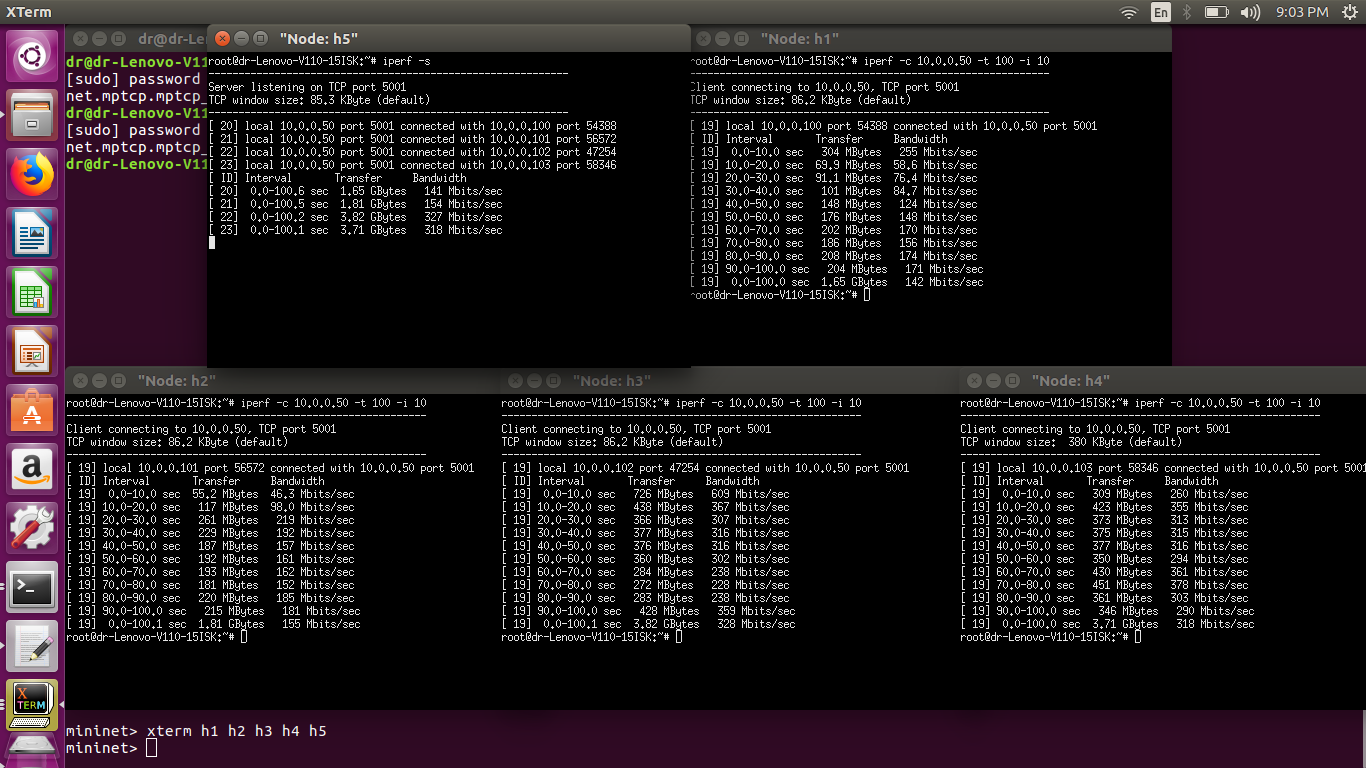 XTerm
En
9:03 PM
dr@dr-Le
dr@dr-Lenovo-V11
[sudo] password
net.mptcp.mptcp_
dr@dr-Lenovo-V11
[sudo] password
net.mptcp.mptcp_
dr@dr-Lenovo-V11
"Node: h5"
root@dr-Lenovo-V110-15ISK:~# iperf -s
------------------------------------------------------------
Server listening on TCP port 5001
TCP window size: 85.3 KByte (default)
------------------------------------------------------------
[ 20] local 10.0.0.50 port 5001 connected with 10.0.0.100 port 54388
[ 21] local 10.0.0.50 port 5001 connected with 10.0.0.101 port 56572
[ 22] local 10.0.0.50 port 5001 connected with 10.0.0.102 port 47254
[ 23] local 10.0.0.50 port 5001 connected with 10.0.0.103 port 58346
[ ID] Interval Transfer Bandwidth
[ 20] 0.0-100.6 sec 1.65 GBytes 141 Mbits/sec
[ 21] 0.0-100.5 sec 1.81 GBytes 154 Mbits/sec
[ 22] 0.0-100.2 sec 3.82 GBytes 327 Mbits/sec
[ 23] 0.0-100.1 sec 3.71 GBytes 318 Mbits/sec
"Node: h1"
root@dr-Lenovo-V110-15ISK:~# iperf -c 10.0.0.50 -t 100 -i 10
------------------------------------------------------------
Client connecting to 10.0.0.50, TCP port 5001
TCP window size: 86.2 KByte (default)
------------------------------------------------------------
[ 19] local 10.0.0.100 port 54388 connected with 10.0.0.50 port 5001
[ ID] Interval Transfer Bandwidth
[ 19] 0.0-10.0 sec 304 MBytes 255 Mbits/sec
[ 19] 10.0-20.0 sec 69.9 MBytes 58.6 Mbits/sec
[ 19] 20.0-30.0 sec 91.1 MBytes 76.4 Mbits/sec
[ 19] 30.0-40.0 sec 101 MBytes 84.7 Mbits/sec
[ 19] 40.0-50.0 sec 148 MBytes 124 Mbits/sec
[ 19] 50.0-60.0 sec 176 MBytes 148 Mbits/sec
[ 19] 60.0-70.0 sec 202 MBytes 170 Mbits/sec
[ 19] 70.0-80.0 sec 186 MBytes 156 Mbits/sec
[ 19] 80.0-90.0 sec 208 MBytes 174 Mbits/sec
[ 19] 90.0-100.0 sec 204 MBytes 171 Mbits/sec
[ 19] 0.0-100.0 sec 1.65 GBytes 142 Mbits/sec
root@dr-Lenovo-V110-15ISK:~#
"Node: h2"
root@dr-Lenovo-V110-15ISK:~# iperf -c 10.0.0.50 -t 100 -i 10
------------------------------------------------------------
Client connecting to 10.0.0.50, TCP port 5001
TCP window size: 86.2 KByte (default)
------------------------------------------------------------
[ 19] local 10.0.0.101 port 56572 connected with 10.0.0.50 port 5001
[ ID] Interval Transfer Bandwidth
[ 19] 0.0-10.0 sec 55.2 MBytes 46.3 Mbits/sec
[ 19] 10.0-20.0 sec 117 MBytes 98.0 Mbits/sec
[ 19] 20.0-30.0 sec 261 MBytes 219 Mbits/sec
[ 19] 30.0-40.0 sec 229 MBytes 192 Mbits/sec
[ 19] 40.0-50.0 sec 187 MBytes 157 Mbits/sec
[ 19] 50.0-60.0 sec 192 MBytes 161 Mbits/sec
[ 19] 60.0-70.0 sec 193 MBytes 162 Mbits/sec
[ 19] 70.0-80.0 sec 181 MBytes 152 Mbits/sec
[ 19] 80.0-90.0 sec 220 MBytes 185 Mbits/sec
[ 19] 90.0-100.0 sec 215 MBytes 181 Mbits/sec
[ 19] 0.0-100.1 sec 1.81 GBytes 155 Mbits/sec
root@dr-Lenovo-V110-15ISK:~#
"Node: h3"
root@dr-Lenovo-V110-15ISK:~# iperf -c 10.0.0.50 -t 100 -i 10
------------------------------------------------------------
Client connecting to 10.0.0.50, TCP port 5001
TCP window size: 86.2 KByte (default)
------------------------------------------------------------
[ 19] local 10.0.0.102 port 47254 connected with 10.0.0.50 port 5001
[ ID] Interval Transfer Bandwidth
[ 19] 0.0-10.0 sec 726 MBytes 609 Mbits/sec
[ 19] 10.0-20.0 sec 438 MBytes 367 Mbits/sec
[ 19] 20.0-30.0 sec 366 MBytes 307 Mbits/sec
[ 19] 30.0-40.0 sec 377 MBytes 316 Mbits/sec
[ 19] 40.0-50.0 sec 376 MBytes 316 Mbits/sec
[ 19] 50.0-60.0 sec 360 MBytes 302 Mbits/sec
[ 19] 60.0-70.0 sec 284 MBytes 238 Mbits/sec
[ 19] 70.0-80.0 sec 272 MBytes 228 Mbits/sec
[ 19] 80.0-90.0 sec 283 MBytes 238 Mbits/sec
[ 19] 90.0-100.0 sec 428 MBytes 359 Mbits/sec
[ 19] 0.0-100.1 sec 3.82 GBytes 328 Mbits/sec
root@dr-Lenovo-V110-15ISK:~#
"Node: h4"
root@dr-Lenovo-V110-15ISK:~# iperf -c 10.0.0.50 -t 100 -i 10
------------------------------------------------------------
Client connecting to 10.0.0.50, TCP port 5001
TCP window size: 380 KByte (default)
------------------------------------------------------------
[ 19] local 10.0.0.103 port 58346 connected with 10.0.0.50 port 5001
[ ID] Interval Transfer Bandwidth
[ 19] 0.0-10.0 sec 309 MBytes 260 Mbits/sec
[ 19] 10.0-20.0 sec 423 MBytes 355 Mbits/sec
[ 19] 20.0-30.0 sec 373 MBytes 313 Mbits/sec
[ 19] 30.0-40.0 sec 375 MBytes 315 Mbits/sec
[ 19] 40.0-50.0 sec 377 MBytes 316 Mbits/sec
[ 19] 50.0-60.0 sec 350 MBytes 294 Mbits/sec
[ 19] 60.0-70.0 sec 430 MBytes 361 Mbits/sec
[ 19] 70.0-80.0 sec 451 MBytes 378 Mbits/sec
[ 19] 80.0-90.0 sec 361 MBytes 303 Mbits/sec
[ 19] 90.0-100.0 sec 346 MBytes 290 Mbits/sec
[ 19] 0.0-100.0 sec 3.71 GBytes 318 Mbits/sec
root@dr-Lenovo-V110-15ISK:~#
X TERM
mininet> xterm h1 h2 h3 h4 h5
mininet>